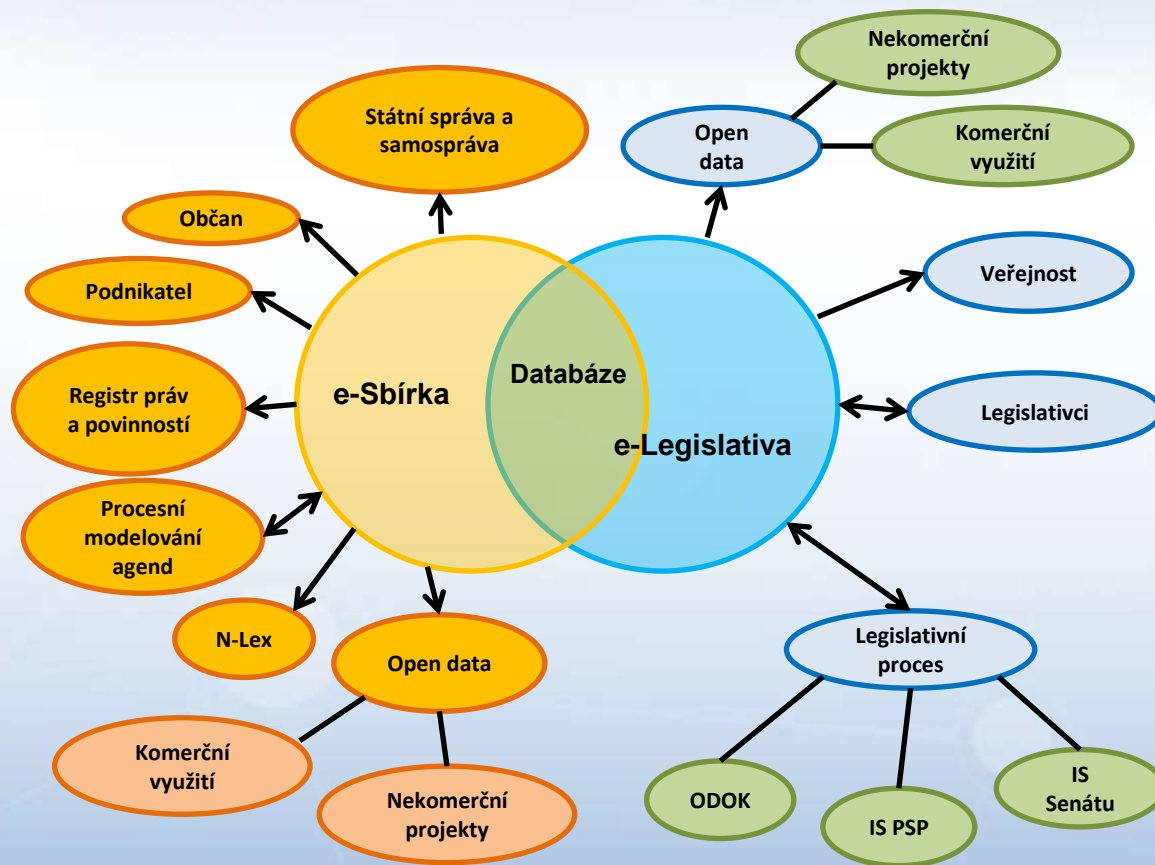 Nekomerční
projekty
Státní správa a
samospráva
Open
data
Komerční
využití
Občan
Veřejnost
Podnikatel
Databáze
e-Sbírka
Registr práv
a povinností
Legislativci
e-Legislativa
Procesní
modelování
agend
N-Lex
Open data
Legislativní
proces
Komerční
využití
Nekomerční
projekty
ODOK
IS PSP
IS
Senátu